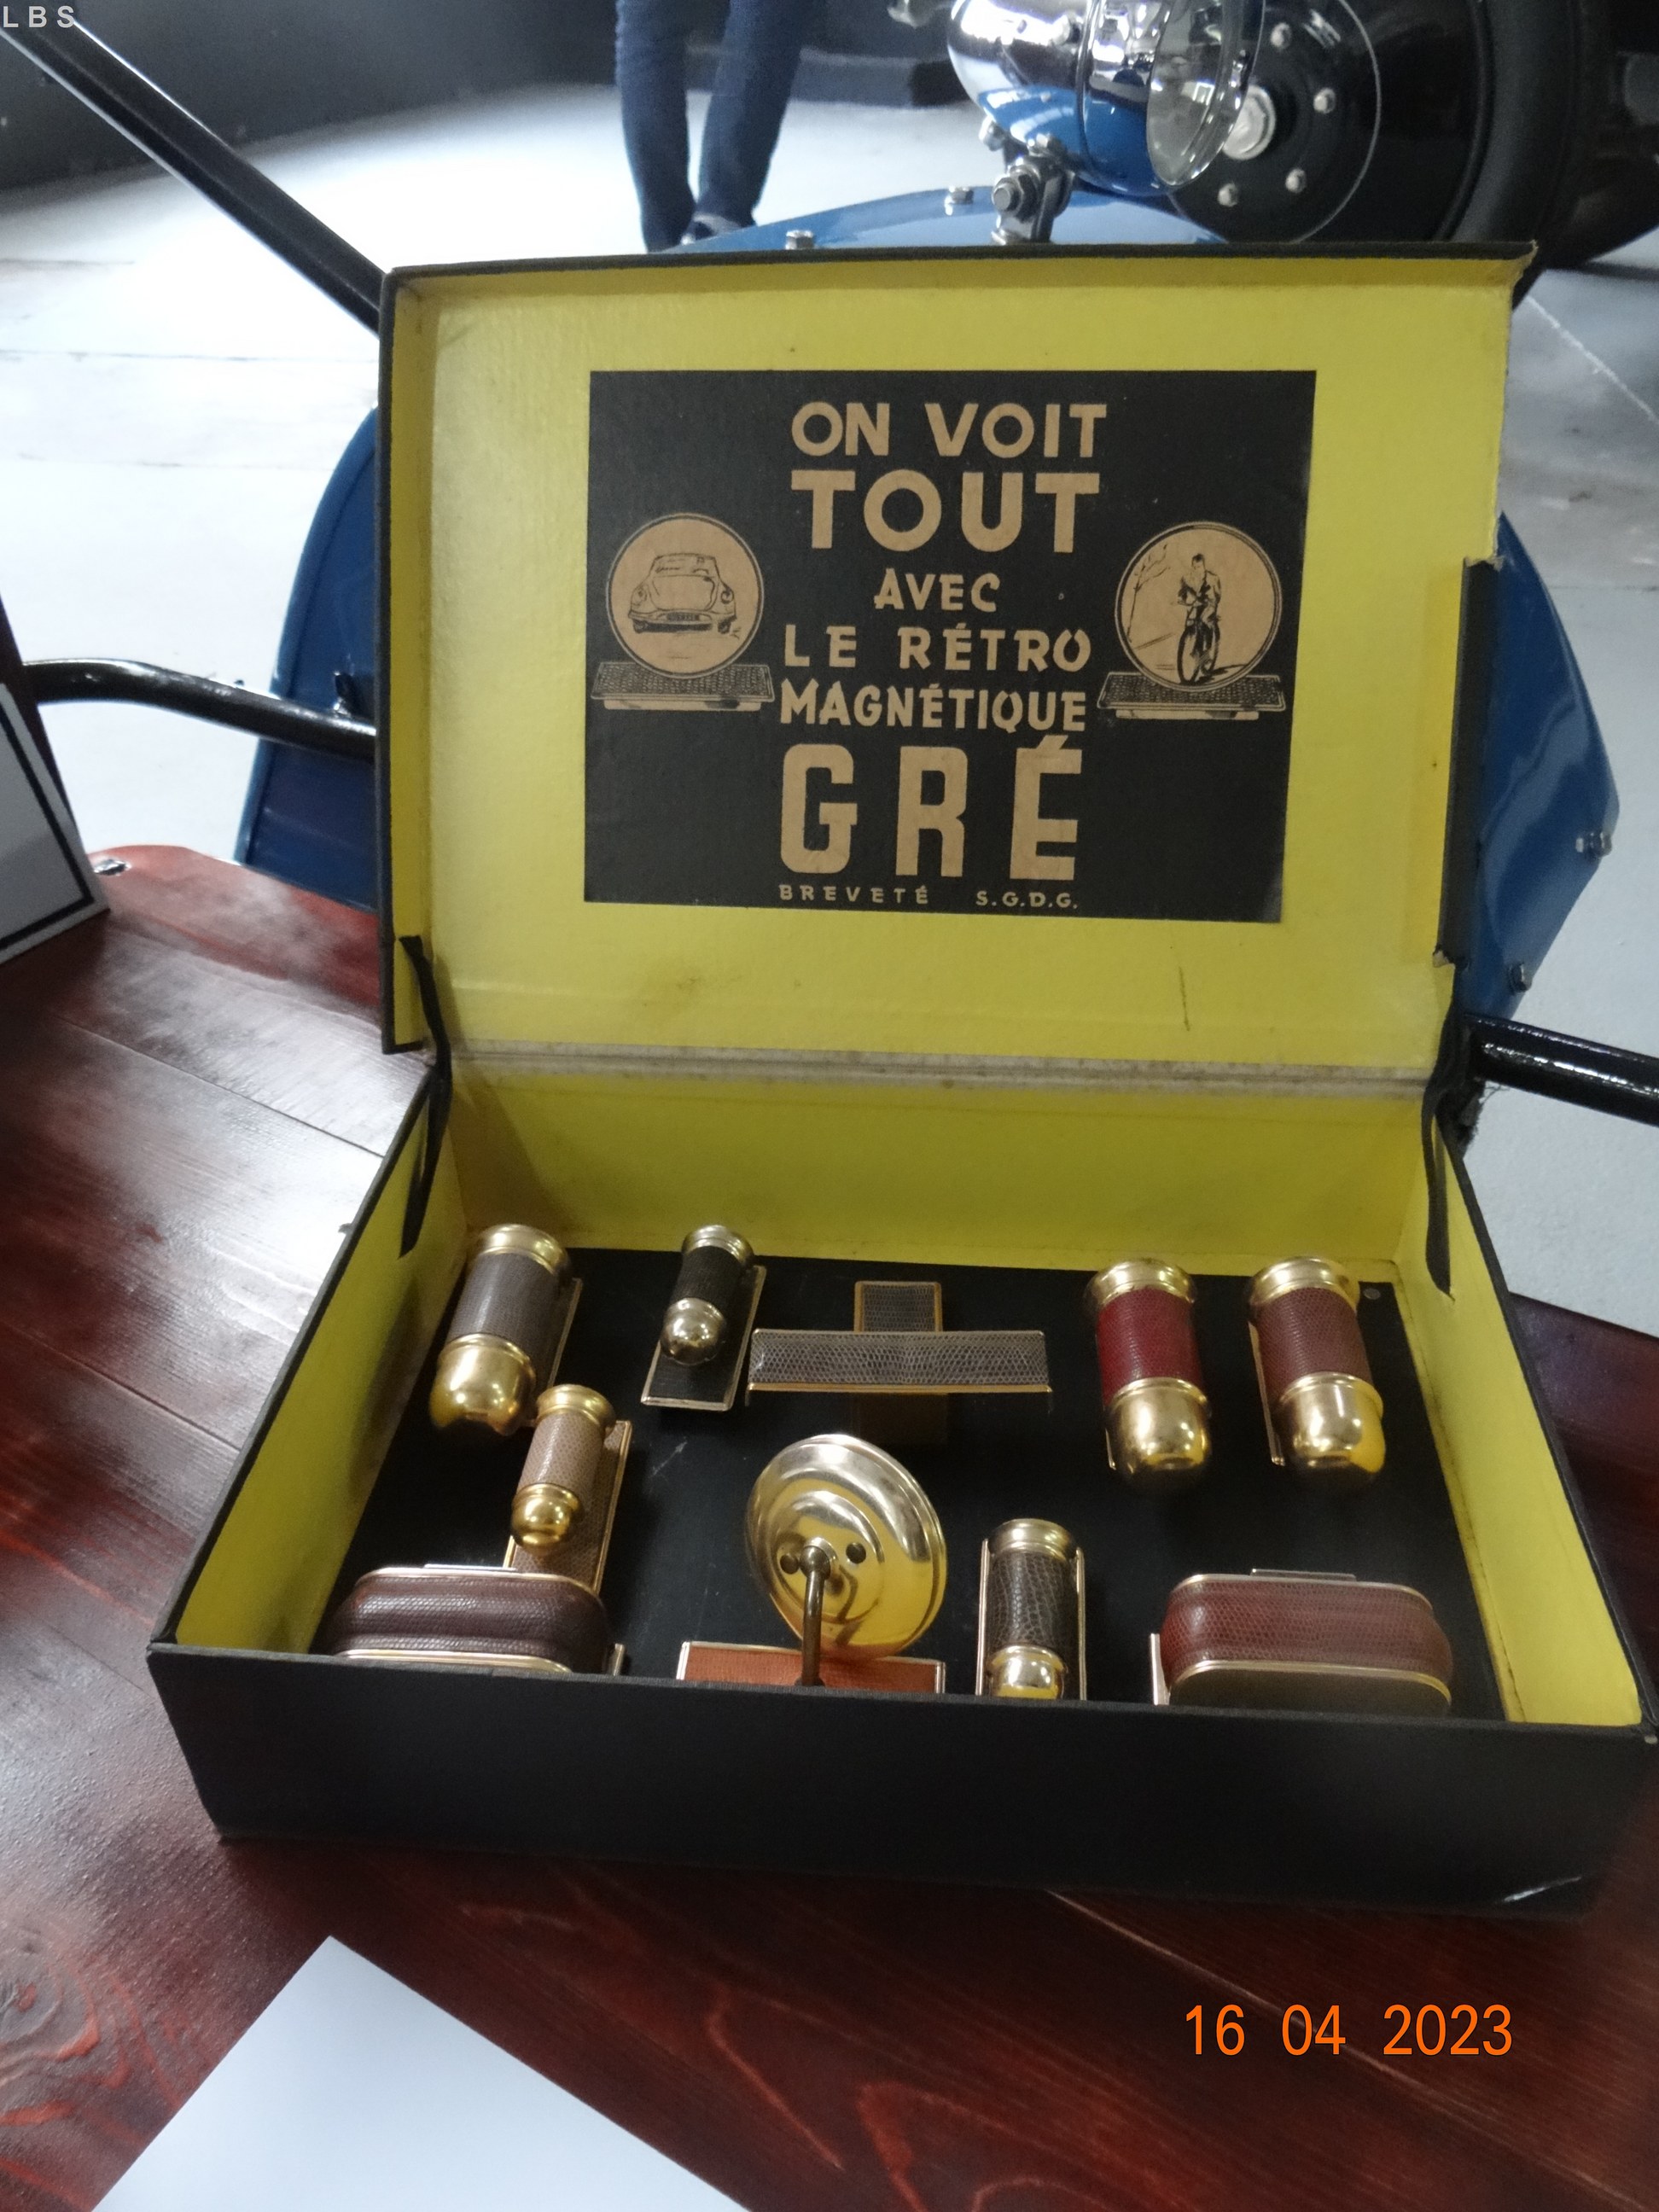 LBS
ON VOIT
TOUT
AVEC
LE RÉTRO
MAGNÉTIQUE
GRÉ
BREVETÉ S.G.D.G.
16 04 2023